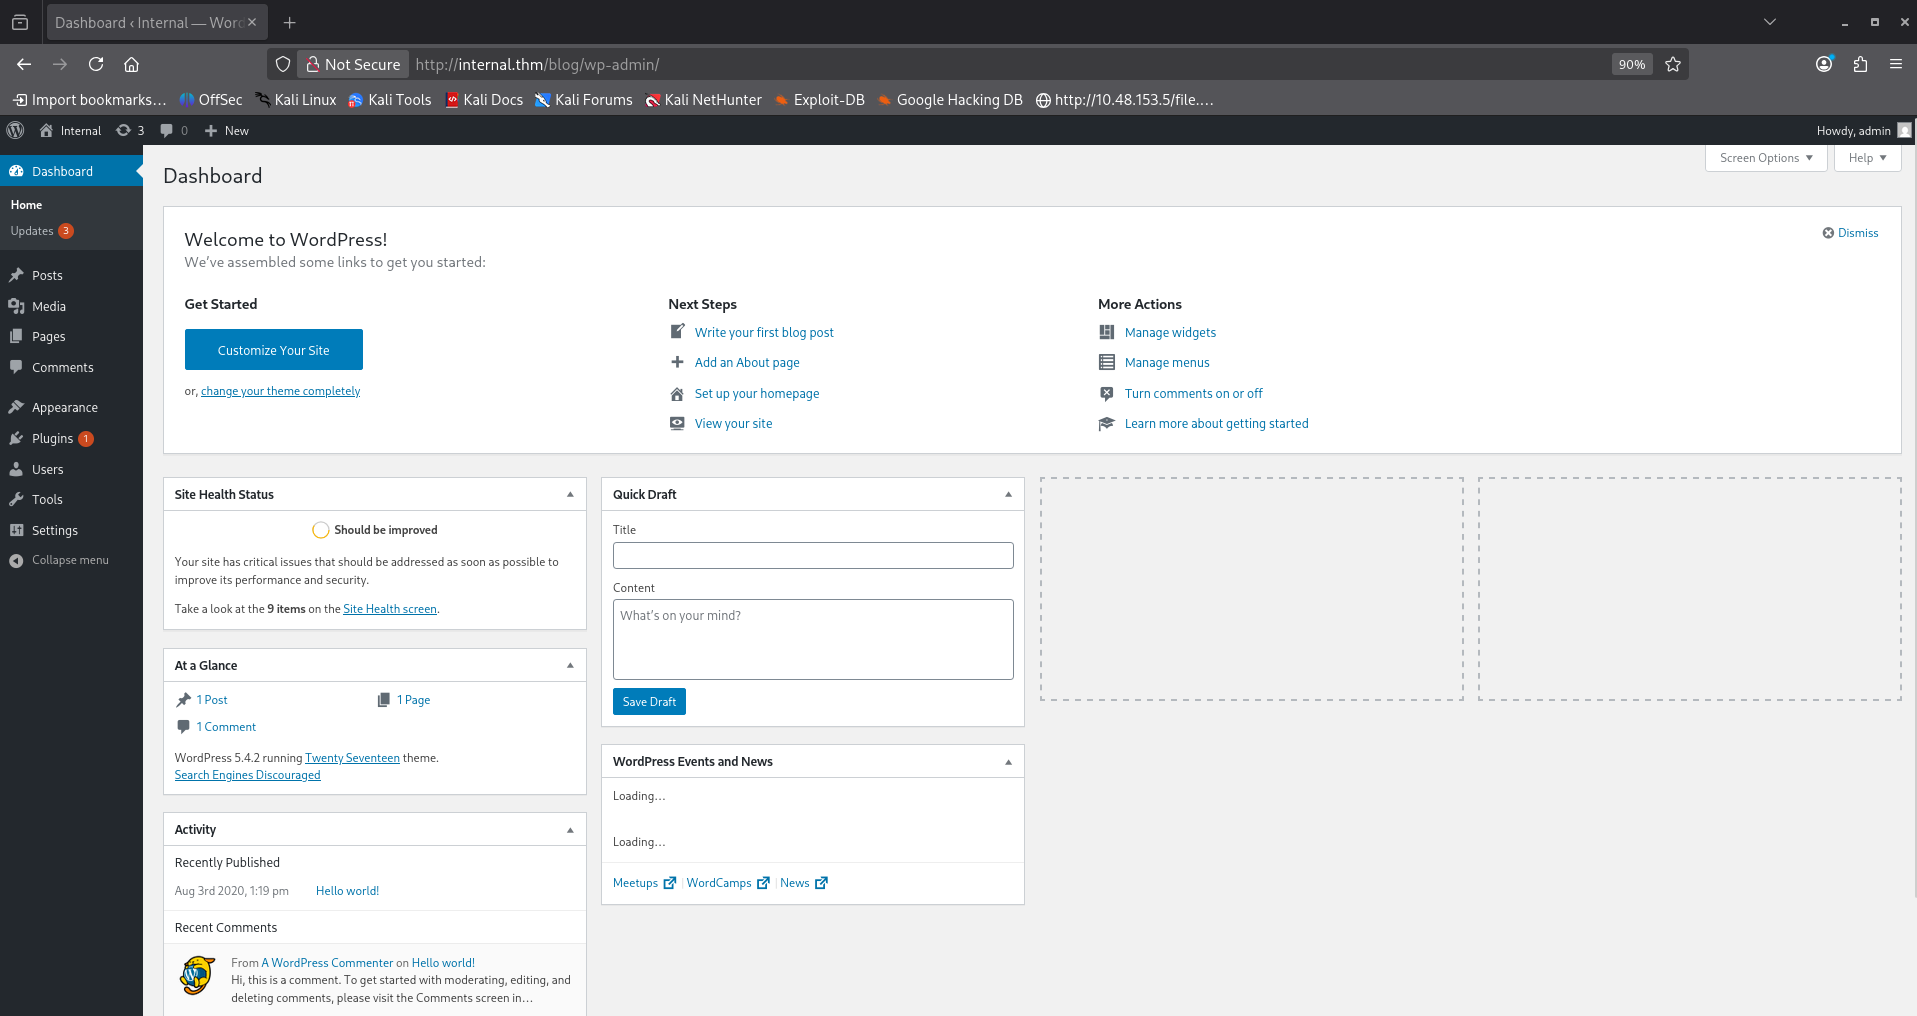 Dashboard ‹ Internal — Wor
Not Secure
http://internal.thm/blog/wp-admin/
90%
Import bookmarks...
OffSec
Kali Linux
Kali Tools
Kali Docs
Kali Forums
Kali NetHunter
Exploit-DB
Google Hacking DB
http://10.48.153.5/file....
Internal
3
0
New
Howdy, admin
Dashboard
Home
Updates 3
Posts
Media
Pages
Comments
Appearance
Plugins 1
Users
Tools
Settings
Collapse menu
Screen Options
Help
Dashboard
Welcome to WordPress!
We've assembled some links to get you started:
Dismiss
Get Started
Customize Your Site
or, change your theme completely
Next Steps
Write your first blog post
Add an About page
Set up your homepage
View your site
More Actions
Manage widgets
Manage menus
Turn comments on or off
Learn more about getting started
Site Health Status
Should be improved
Your site has critical issues that should be addressed as soon as possible to
improve its performance and security.
Take a look at the 9 items on the Site Health screen.
At a Glance
1 Post
1 Page
1 Comment
WordPress 5.4.2 running Twenty Seventeen theme.
Search Engines Discouraged
Activity
Recently Published
Aug 3rd 2020, 1:19 pm
Hello world!
Recent Comments
From A WordPress Commenter on Hello world!
Hi, this is a comment. To get started with moderating, editing, and
deleting comments, please visit the Comments screen in…
Quick Draft
Title
Content
What's on your mind?
Save Draft
WordPress Events and News
Loading…
Loading…
Meetups
WordCamps
News